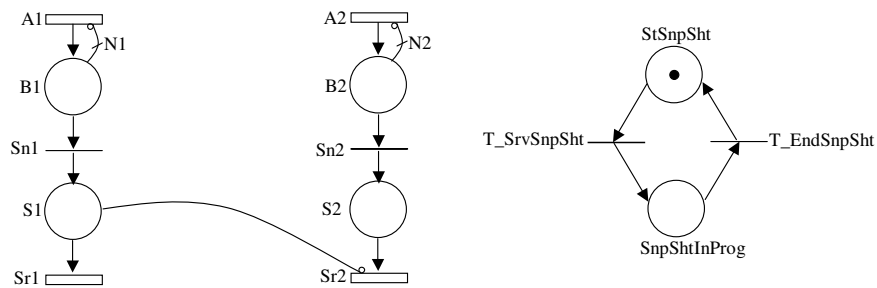 A1
N1
B1
Sn1
S1
Sr1
A2
N2
B2
Sn2
S2
Sr2
StSnpSht
T_SrvSnpSht
T_EndSnpSht
SnpShtInProg